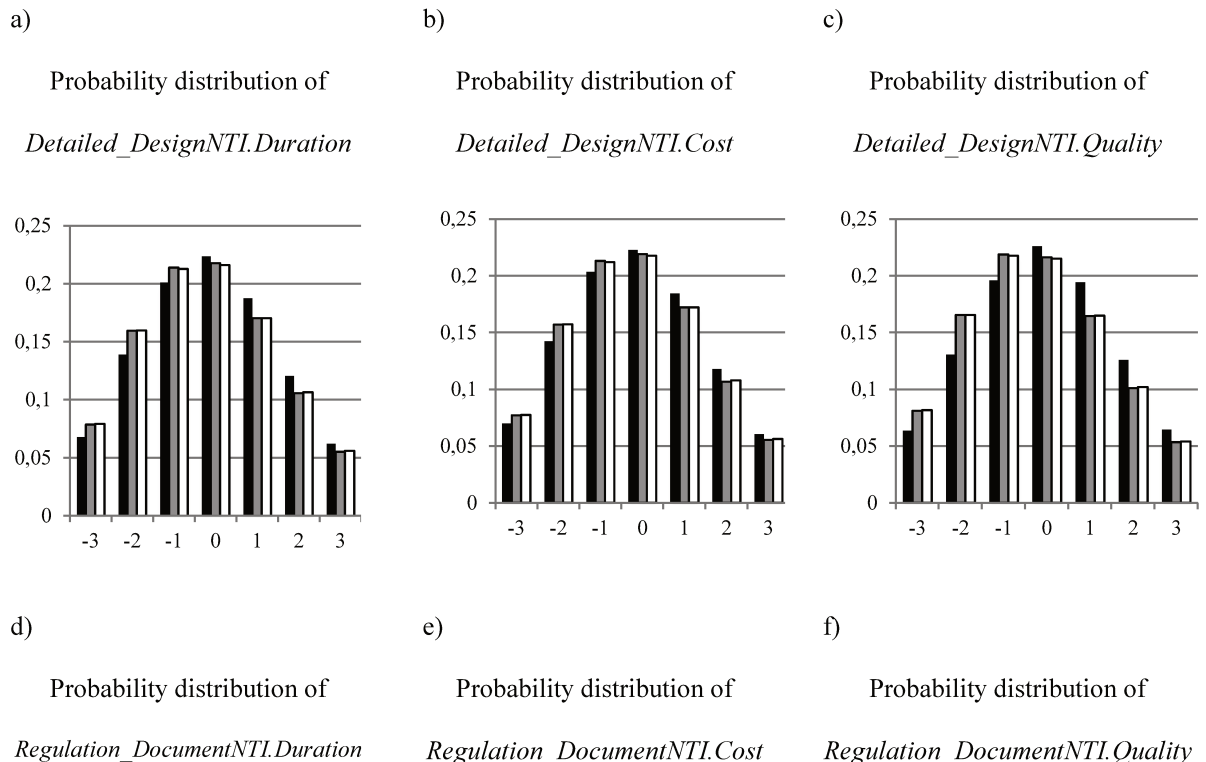 a)
Probability distribution of
Detailed_DesignNTI.Duration
0,25
0,2
0,15
0,1
0,05
0
-3 -2 -1 0 1 2 3
b)
Probability distribution of
Detailed_DesignNTI.Cost
0,25
0,2
0,15
0,1
0,05
0
-3 -2 -1 0 1 2 3
c)
Probability distribution of
Detailed_DesignNTI.Quality
0,25
0,2
0,15
0,1
0,05
0
-3 -2 -1 0 1 2 3
d)
Probability distribution of
Regulation_DocumentNTI.Duration
e)
Probability distribution of
Regulation_DocumentNTI.Cost
f)
Probability distribution of
Regulation_DocumentNTI.Quality